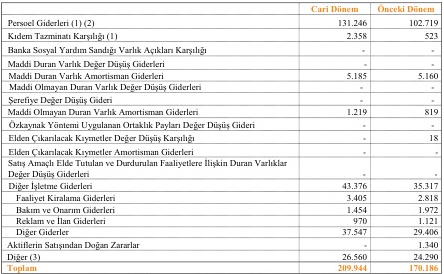 Cari Dönem Önceki Dönem
Persoel Giderleri (1) (2) 131.246 102.719
Kıdem Tazminatı Karşılığı (1) 2.358 523
Banka Sosyal Yardım Sandığı Varlık Açıkları Karşılığı - -
Maddi Duran Varlık Değer Düşüş Giderleri - -
Maddi Duran Varlık Amortisman Giderleri 5.185 5.160
Maddi Olmayan Duran Varlık Değer Düşüş Giderleri - -
Şerefiye Değer Düşüş Gideri - -
Maddi Olmayan Duran Varlık Amortisman Giderleri 1.219 819
Özkaynak Yöntemi Uygulanan Ortaklık Payları Değer Düşüş Gideri - -
Elden Çıkarılacak Kıymetler Değer Düşüş Karşılığı - 18
Elden Çıkarılacak Kıymetler Amortisman Giderleri - -
Satış Amaçlı Elde Tutulan ve Durdurulan Faaliyetlere İlişkin Duran Varlıklar
Değer Düşüş Giderleri - -
Diğer İşletme Giderleri 43.376 35.317
Faaliyet Kiralama Giderleri 3.405 2.818
Bakım ve Onarım Giderleri 1.454 1.972
Reklam ve İlan Giderleri 970 1.121
Diğer Giderler 37.547 29.406
Aktiflerin Satışından Doğan Zararlar - 1.340
Diğer (3) 26.560 24.290
Toplam 209.944 170.186